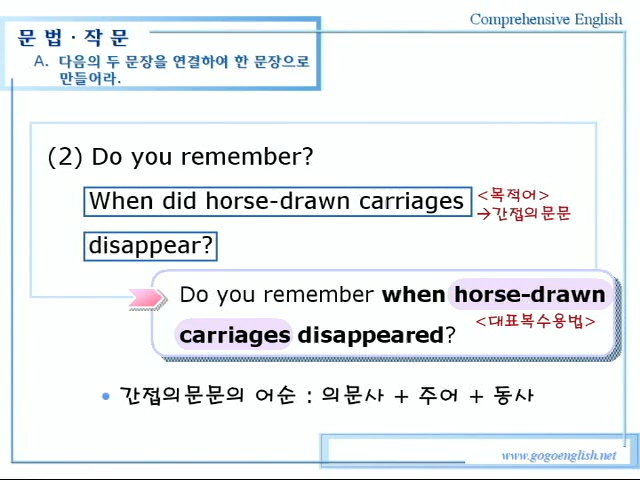 Comprehensive English
문 법 · 작 문
A. 다음의 두 문장을 연결하여 한 문장으로
만들어라.
(2) Do you remember?
When did horse-drawn carriages <목적어>
→간접의문문
disappear?
Do you remember when horse-drawn
carriages disappeared? <대표복수용법>
• 간접의문문의 어순 : 의문사 + 주어 + 동사
www.gogoenglish.net